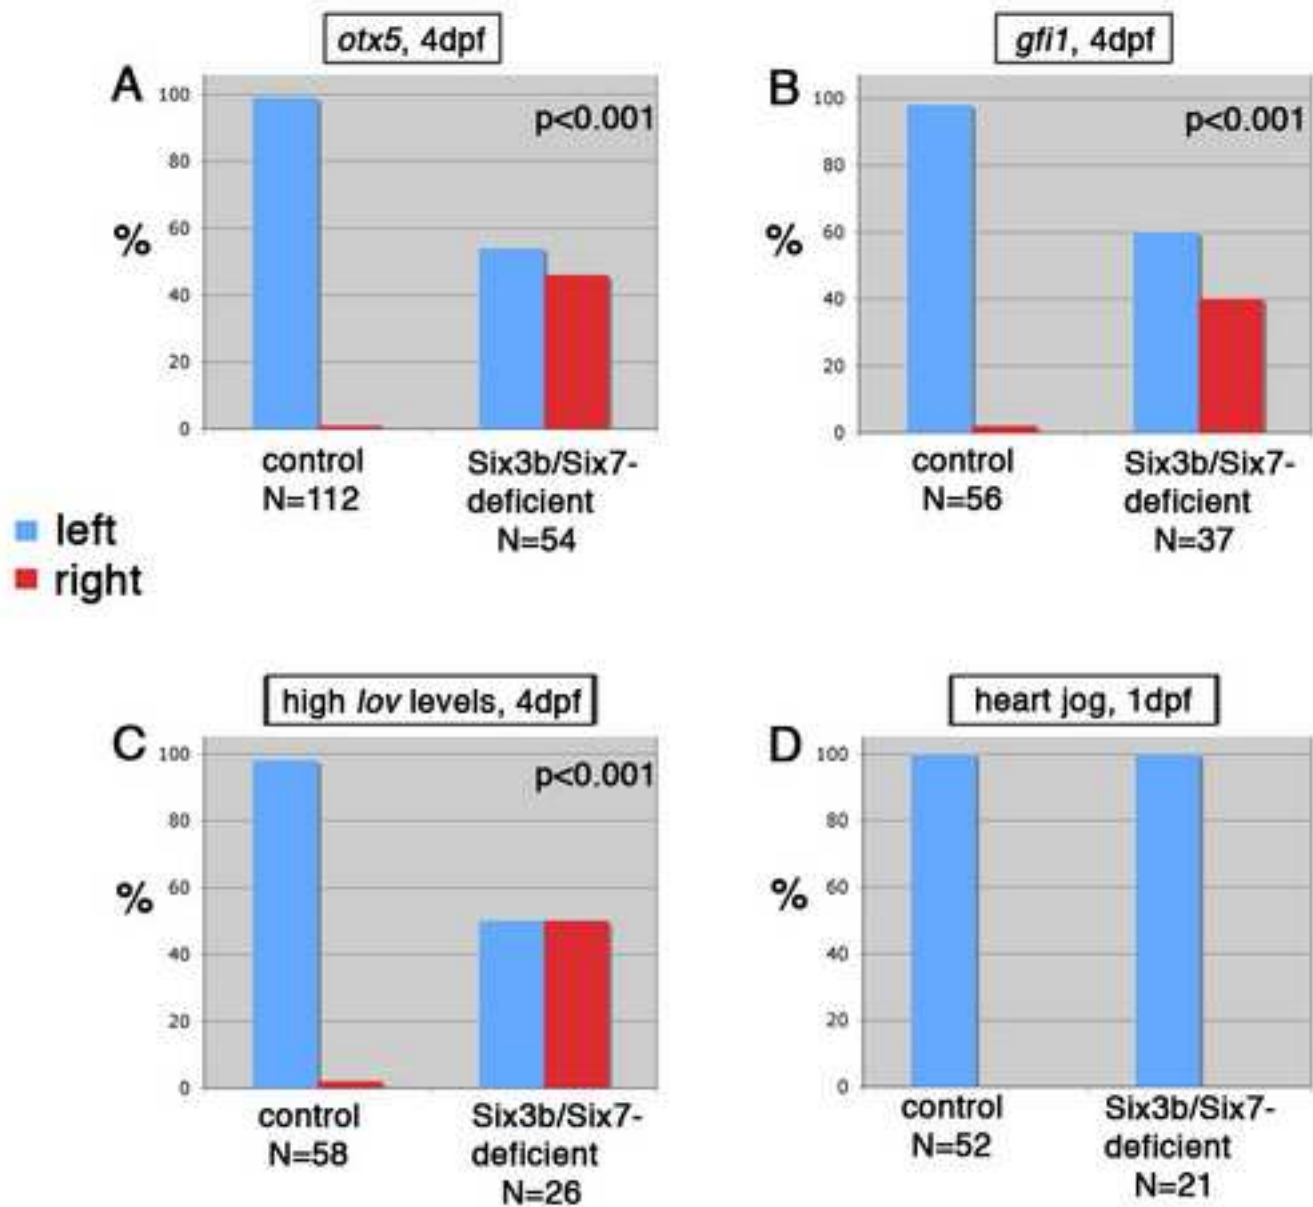 otx5, 4dpf
A
p<0.001
100
80
60
40
20
0
%
control
N=112
Six3b/Six7-
deficient
N=54
gfi1, 4dpf
B
p<0.001
100
80
60
40
20
0
%
control
N=56
Six3b/Six7-
deficient
N=37
left
right
high lov levels, 4dpf
C
p<0.001
100
80
60
40
20
0
%
control
N=58
Six3b/Six7-
deficient
N=26
heart jog, 1dpf
D
100
80
60
40
20
0
%
control
N=52
Six3b/Six7-
deficient
N=21